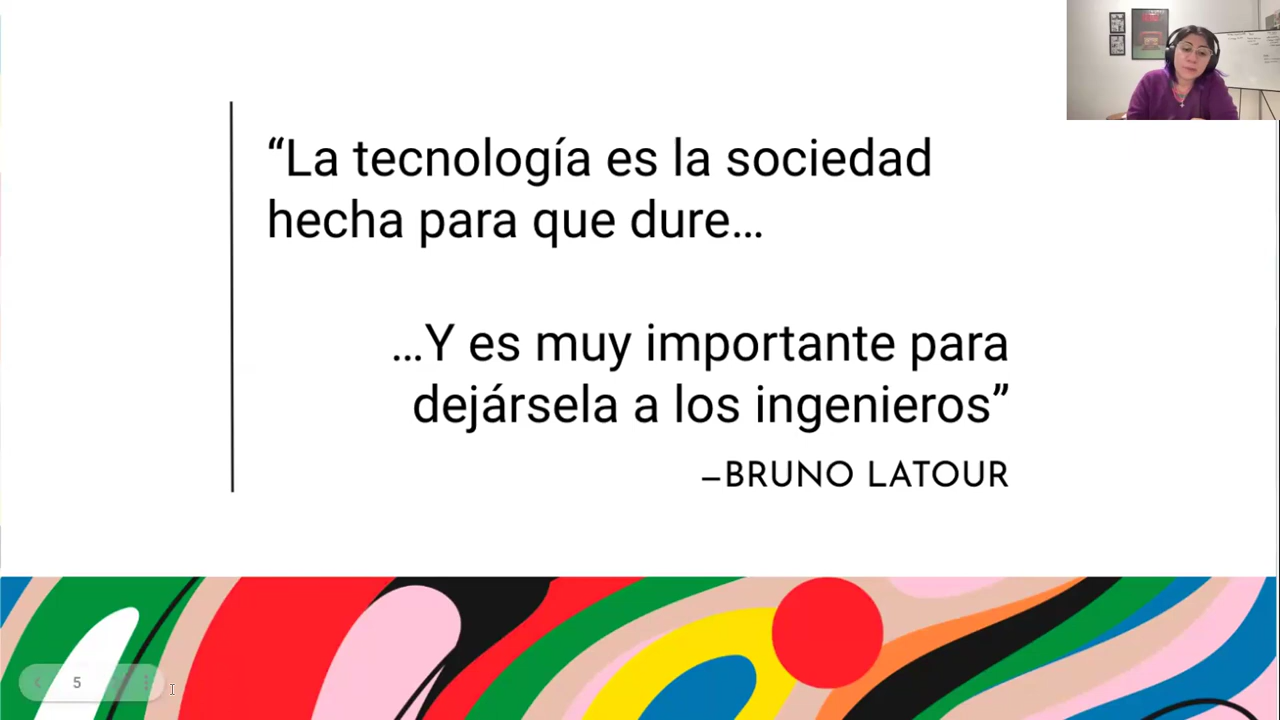 “La tecnología es la sociedad
hecha para que dure...
...Y es muy importante para
dejársela a los ingenieros”
–BRUNO LATOUR
5